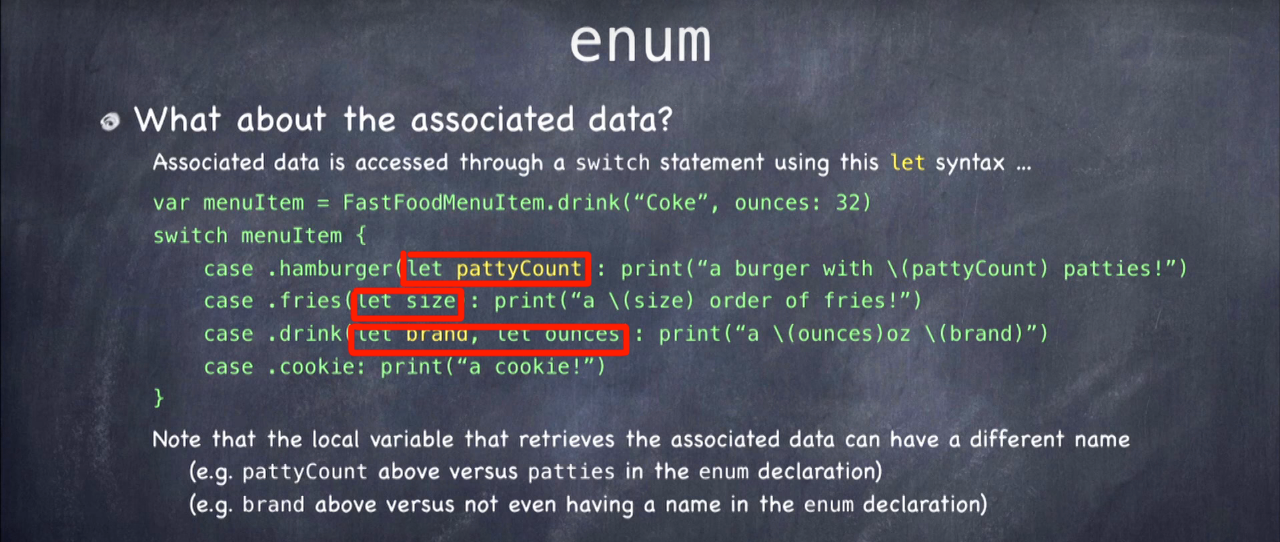 enum
What about the associated data?
Associated data is accessed through a switch statement using this let syntax ...
var menuItem = FastFoodMenuItem.drink(“Coke”, ounces: 32)
switch menuItem {
case .hamburger(let pattyCount : print(“a burger with \(pattyCount) patties!”)
case .fries(let size : print(“a \(size) order of fries!”)
case .drink(let brand, let ounces : print(“a \(ounces)oz \(brand)”)
case .cookie: print(“a cookie!”)
}
Note that the local variable that retrieves the associated data can have a different name
(e.g. pattyCount above versus patties in the enum declaration)
(e.g. brand above versus not even having a name in the enum declaration)